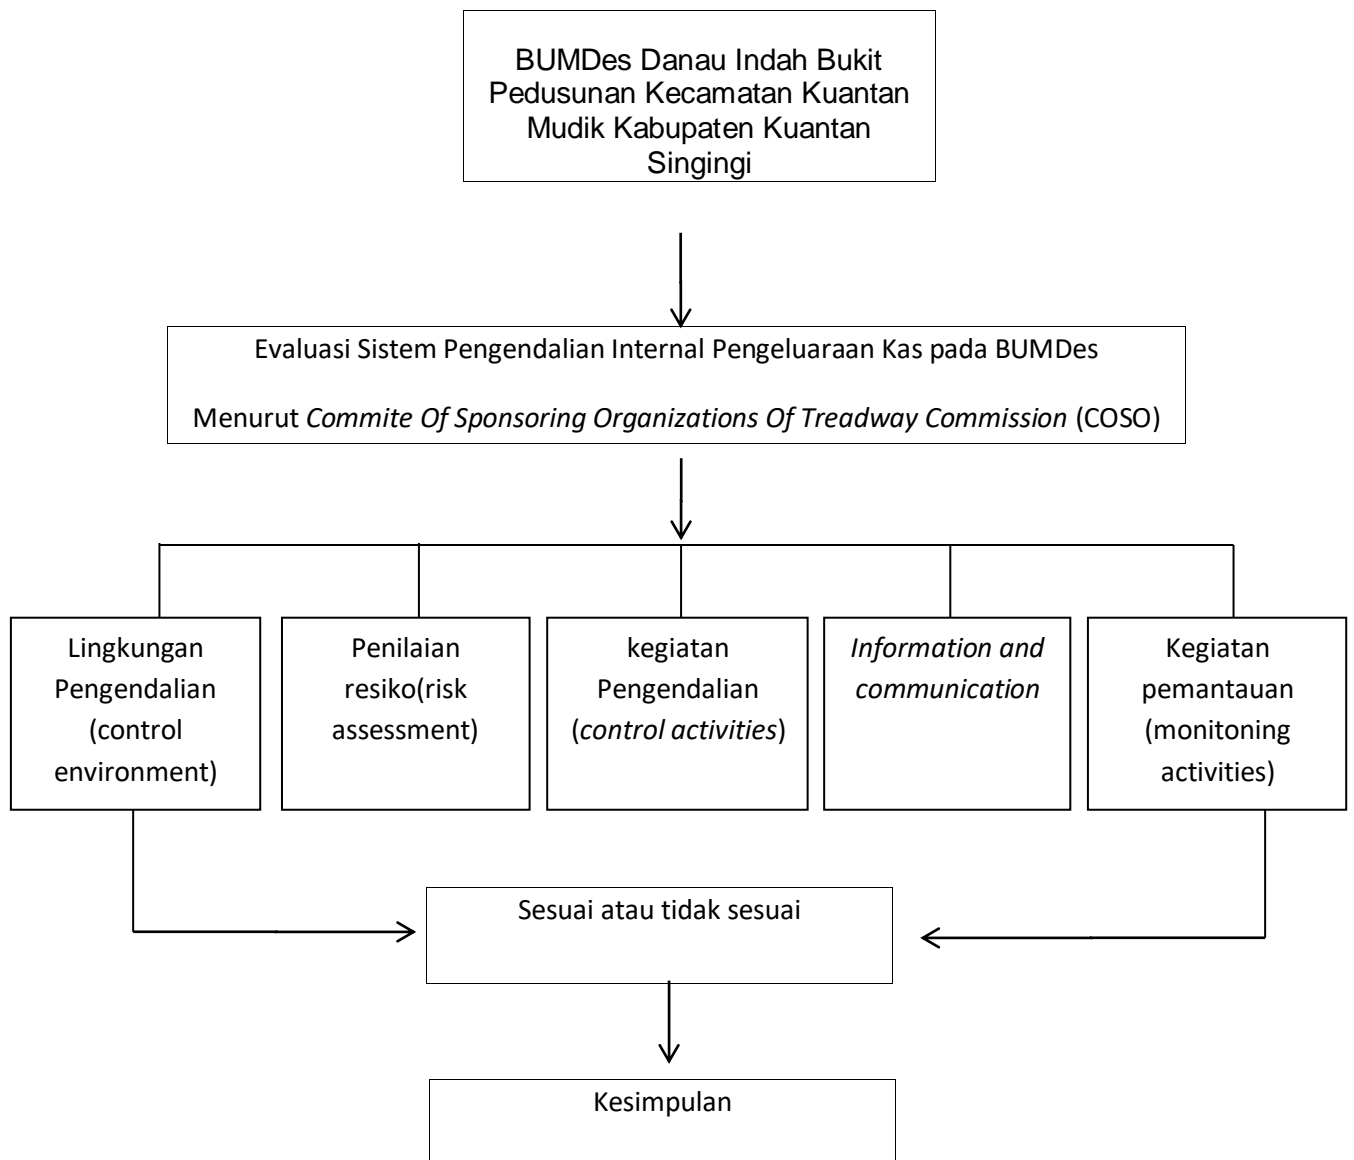 BUMDes Danau Indah Bukit
Pedusunan Kecamatan Kuantan
Mudik Kabupaten Kuantan
Singingi
Evaluasi Sistem Pengendalian Internal Pengeluaraan Kas pada BUMDes
Menurut Commite Of Sponsoring Organizations Of Treadway Commission (COSO)
Lingkungan
Pengendalian
(control
environment)
Penilaian
resiko(risk
assessment)
kegiatan
Pengendalian
(control activities)
Information and
communication
Kegiatan
pemantauan
(monitoning
activities)
Sesuai atau tidak sesuai
Kesimpulan